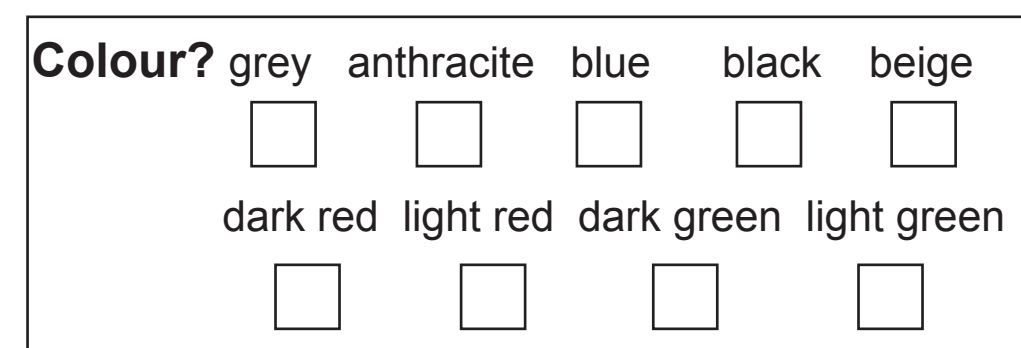 Colour? grey anthracite blue black beige
dark red light red dark green light green